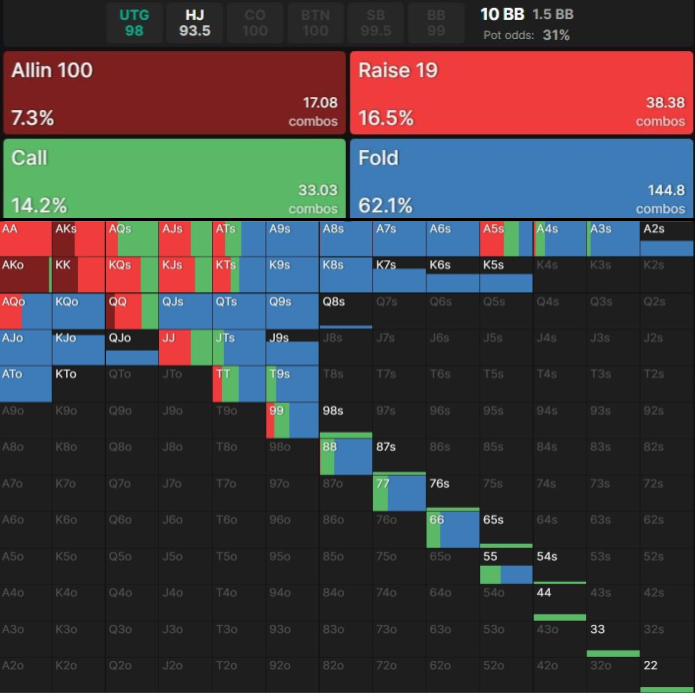 UTG HJ CO BTN SB BB 10 BB 1.5 BB
98 93.5 100 100 99.5 99 Pot odds: 31%
Allin 100 Raise 19
17.08 38.38
7.3% combos 16.5% combos
Call Fold
33.03 144.8
14.2% combos 62.1% combos
AA AKs AQs AJs ATs A9s A8s A7s A6s A5s A4s A3s A2s
AKo KK KQs KJs KTs K9s K8s K7s K6s K5s K4s K3s K2s
AQo KQo QQ QJs QTs Q9s Q8s Q7s Q6s Q5s Q4s Q3s Q2s
AJo KJo QJo JJ JTs J9s J8s J7s J6s J5s J4s J3s J2s
ATo KTo QTo JTo TT T9s T8s T7s T6s T5s T4s T3s T2s
A9o K9o Q9o J9o T9o 99 98s 97s 96s 95s 94s 93s 92s
A8o K8o Q8o J8o T8o 98o 88 87s 86s 85s 84s 83s 82s
A7o K7o Q7o J7o T7o 97o 87o 77 76s 75s 74s 73s 72s
A6o K6o Q6o J6o T6o 96o 86o 76o 66 65s 64s 63s 62s
A5o K5o Q5o J5o T5o 95o 85o 75o 65o 55 54s 53s 52s
A4o K4o Q4o J4o T4o 94o 84o 74o 64o 54o 44 43s 42s
A3o K3o Q3o J3o T3o 93o 83o 73o 63o 53o 43o 33 32s
A2o K2o Q2o J2o T2o 92o 82o 72o 62o 52o 42o 32o 22